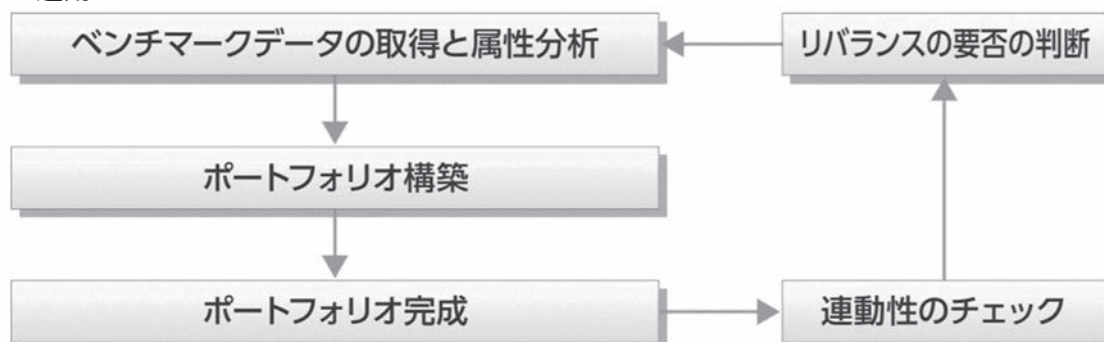 ベンチマークデータの取得と属性分析
リバランスの要否の判断
ポートフォリオ構築
ポートフォリオ完成
連動性のチェック